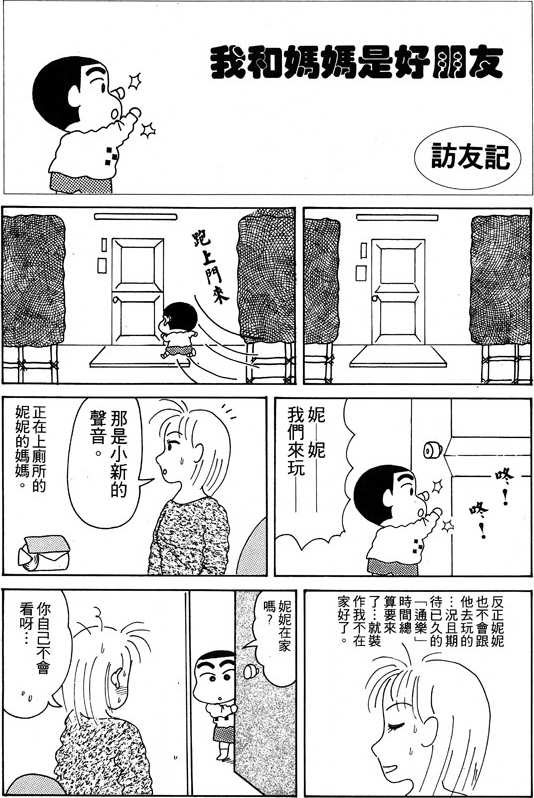 我和媽媽是好朋友
訪友記
跑上門來
妮妮
我們來玩
咚！
咚！
那是小新的
聲音。
正在上廁所的
妮妮的媽媽。
反正妮妮
也不會跟
他去玩的
…況且期
待已久的
「通樂」
時間總
算要來
了…就裝
作我不在
家好了。
妮妮在家
嗎？
你自己不會
看呀…